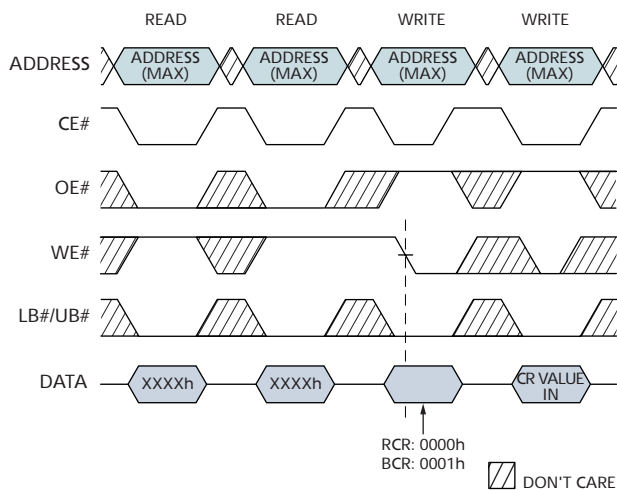 READ READ WRITE WRITE
ADDRESS ADDRESS (MAX) ADDRESS (MAX) ADDRESS (MAX) ADDRESS (MAX)
CE#
OE#
WE#
LB#/UB#
DATA XXXXh XXXXh CR VALUE IN
RCR: 0000h
BCR: 0001h
DON'T CARE